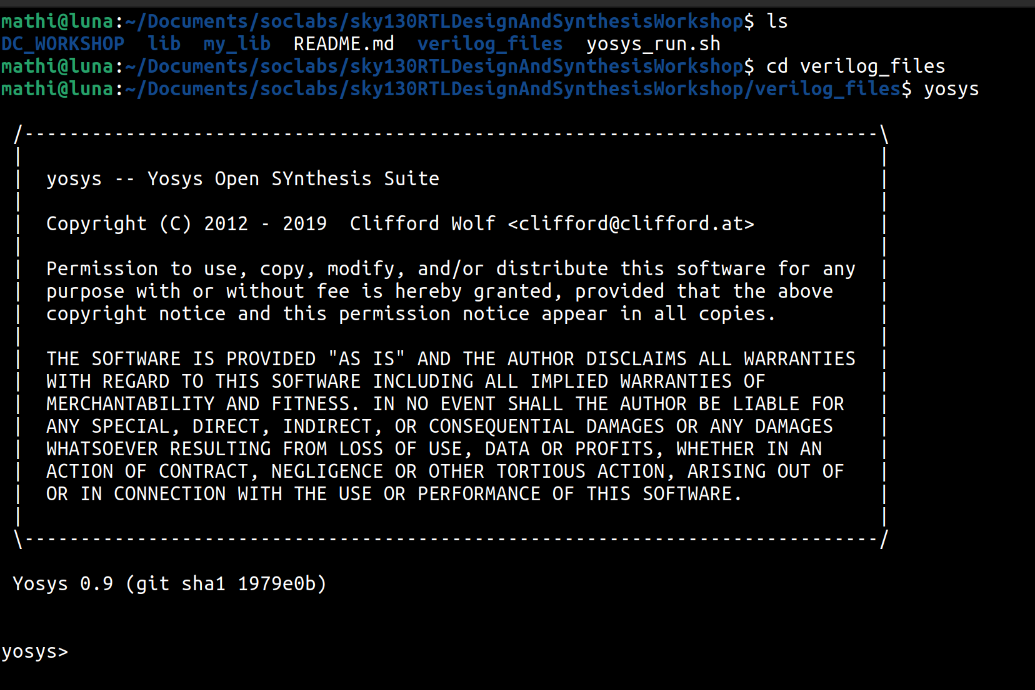 mathi@luna:~/Documents/soclabs/sky130RTLDesignAndSynthesisWorkshop$ ls
DC_WORKSHOP  lib  my_lib  README.md  verilog_files  yosys_run.sh
mathi@luna:~/Documents/soclabs/sky130RTLDesignAndSynthesisWorkshop$ cd verilog_files
mathi@luna:~/Documents/soclabs/sky130RTLDesignAndSynthesisWorkshop/verilog_files$ yosys
/----------------------------------------------------------------------------\
|                                                                            |
|  yosys -- Yosys Open SYnthesis Suite                                       |
|                                                                            |
|  Copyright (C) 2012 - 2019  Clifford Wolf <clifford@clifford.at>           |
|                                                                            |
|  Permission to use, copy, modify, and/or distribute this software for any  |
|  purpose with or without fee is hereby granted, provided that the above    |
|  copyright notice and this permission notice appear in all copies.         |
|                                                                            |
|  THE SOFTWARE IS PROVIDED "AS IS" AND THE AUTHOR DISCLAIMS ALL WARRANTIES  |
|  WITH REGARD TO THIS SOFTWARE INCLUDING ALL IMPLIED WARRANTIES OF          |
|  MERCHANTABILITY AND FITNESS. IN NO EVENT SHALL THE AUTHOR BE LIABLE FOR   |
|  ANY SPECIAL, DIRECT, INDIRECT, OR CONSEQUENTIAL DAMAGES OR ANY DAMAGES    |
|  WHATSOEVER RESULTING FROM LOSS OF USE, DATA OR PROFITS, WHETHER IN AN     |
|  ACTION OF CONTRACT, NEGLIGENCE OR OTHER TORTIOUS ACTION, ARISING OUT OF   |
|  OR IN CONNECTION WITH THE USE OR PERFORMANCE OF THIS SOFTWARE.            |
|                                                                            |
\----------------------------------------------------------------------------/
Yosys 0.9 (git sha1 1979e0b)
yosys>